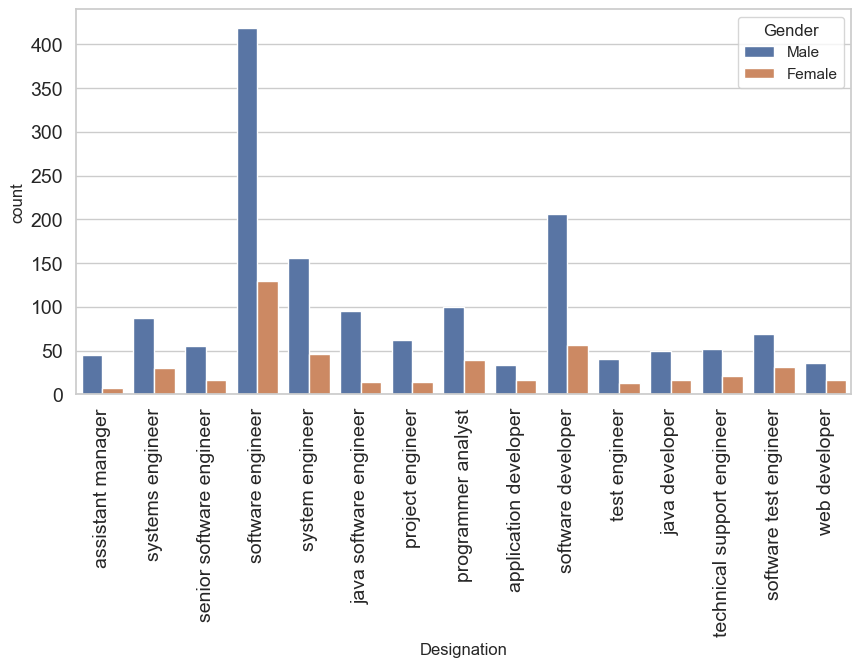 Gender
Male
Female
count
400
350
300
250
200
150
100
50
0
assistant manager
systems engineer
senior software engineer
software engineer
system engineer
java software engineer
project engineer
programmer analyst
application developer
software developer
test engineer
java developer
technical support engineer
software test engineer
web developer
Designation